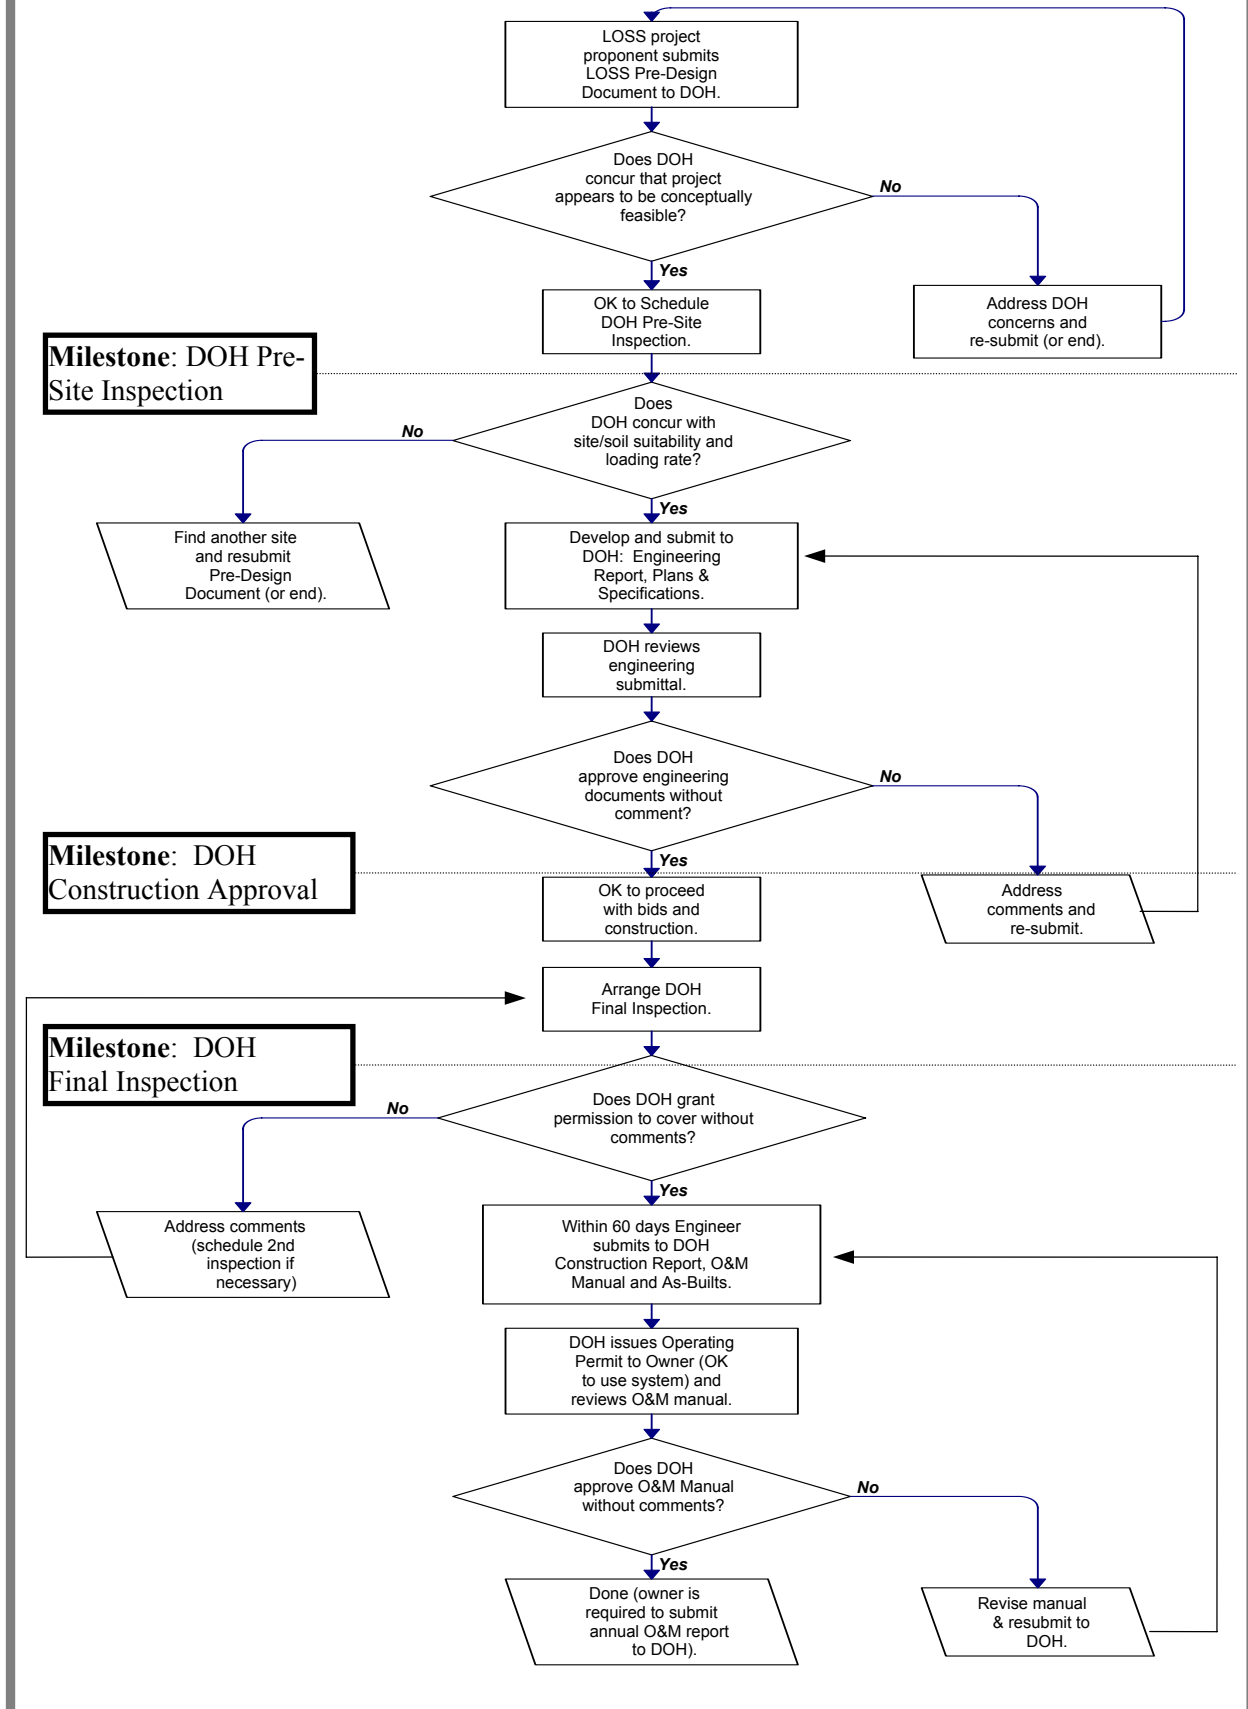 LOSS project
proponent submits
LOSS Pre-Design
Document to DOH.
Does DOH
concur that project
appears to be conceptually
feasible?
No
Yes
OK to Schedule
DOH Pre-Site
Inspection.
Address DOH
concerns and
re-submit (or end).
Milestone: DOH Pre-
Site Inspection
Does
DOH concur with
site/soil suitability and
loading rate?
No
Yes
Find another site
and resubmit
Pre-Design
Document (or end).
Develop and submit to
DOH: Engineering
Report, Plans &
Specifications.
DOH reviews
engineering
submittal.
Does DOH
approve engineering
documents without
comment?
No
Yes
Milestone: DOH
Construction Approval
OK to proceed
with bids and
construction.
Address
comments and
re-submit.
Arrange DOH
Final Inspection.
Milestone: DOH
Final Inspection
Does DOH grant
permission to cover without
comments?
No
Yes
Address comments
(schedule 2nd
inspection if
necessary)
Within 60 days Engineer
submits to DOH
Construction Report, O&M
Manual and As-Builts.
DOH issues Operating
Permit to Owner (OK
to use system) and
reviews O&M manual.
Does DOH
approve O&M Manual
without comments?
No
Yes
Done (owner is
required to submit
annual O&M report
to DOH).
Revise manual
& resubmit to
DOH.